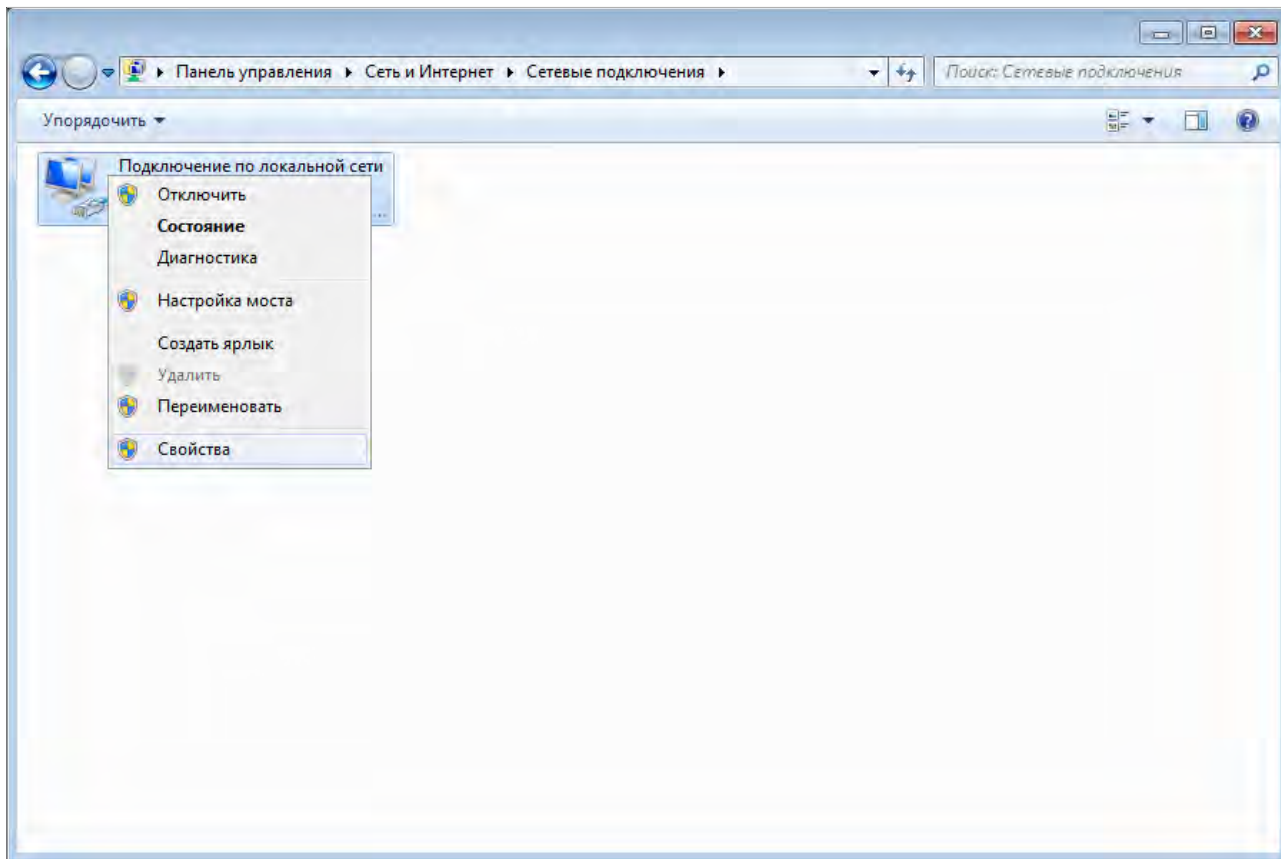 Панель управления ▸ Сеть и Интернет ▸ Сетевые подключения ▸
Поиск: Сетевые подключения
Упорядочить
Подключение по локальной сети
...
Отключить
Состояние
Диагностика
Настройка моста
Создать ярлык
Удалить
Переименовать
Свойства